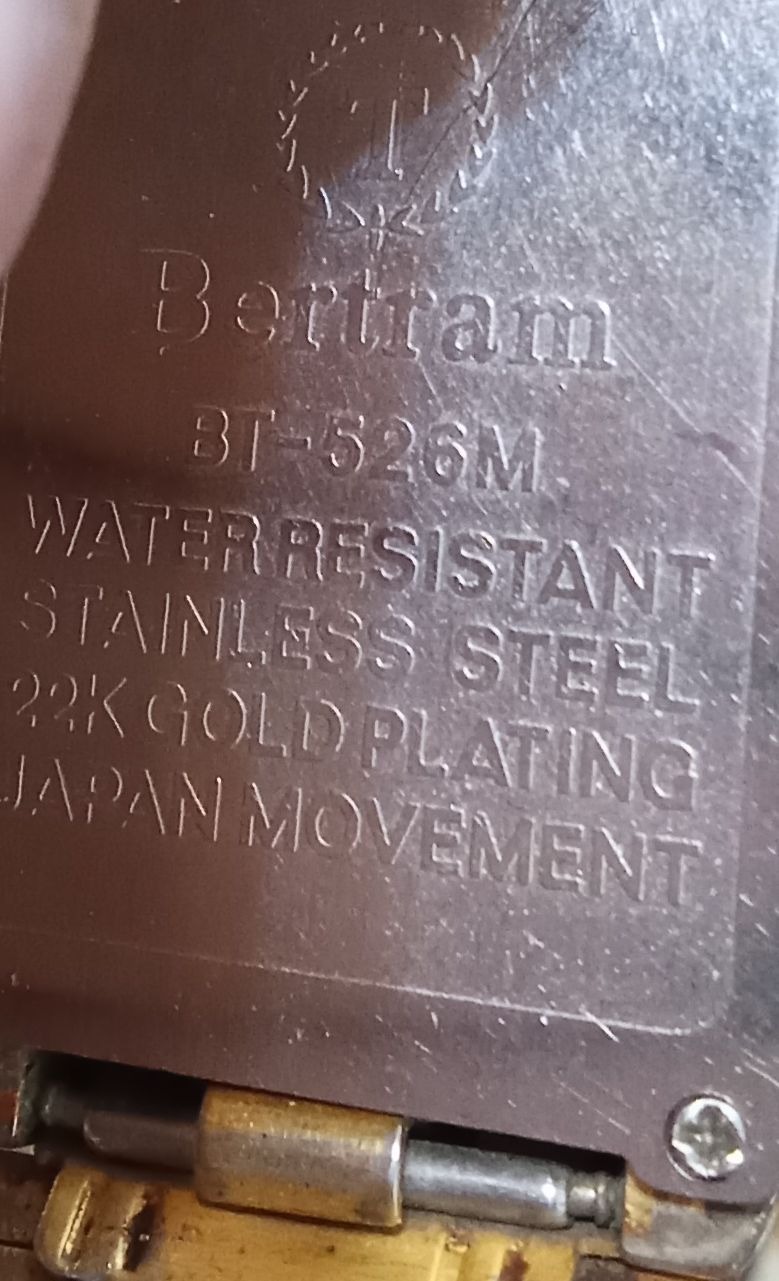 T
Bertram
BT-526M
WATER RESISTANT
STAINLESS STEEL
22K GOLD PLATING
JAPAN MOVEMENT